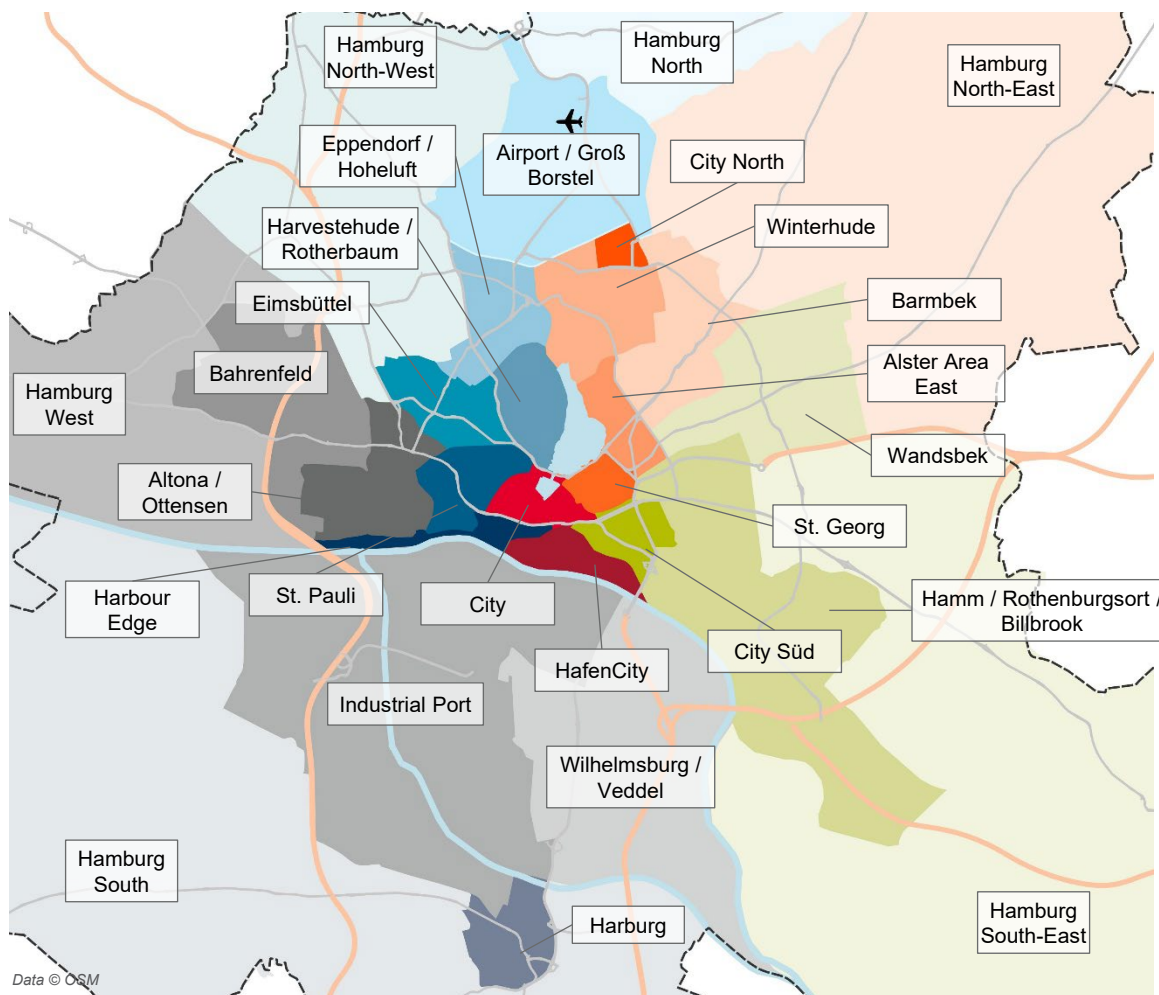 Hamburg
North-West
Hamburg
North
Hamburg
North-East
Eppendorf /
Hoheluft
Airport / Groß
Borstel
City North
Harvestehude /
Rotherbaum
Winterhude
Eimsbüttel
Barmbek
Bahrenfeld
Alster Area
East
Hamburg
West
Wandsbek
Altona /
Ottensen
St. Georg
Harbour
Edge
St. Pauli
City
Hamm / Rothenburgsort /
Billbrook
City Süd
HafenCity
Industrial Port
Wilhelmsburg /
Veddel
Hamburg
South
Harburg
Hamburg
South-East
Data © OSM